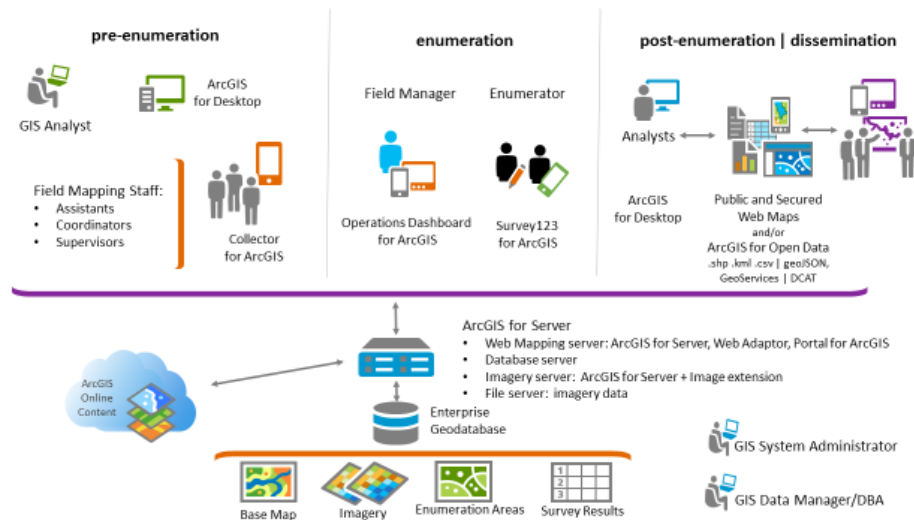 pre-enumeration
enumeration
post-enumeration | dissemination
GIS Analyst
ArcGIS
for Desktop
Field Mapping Staff:
• Assistants
• Coordinators
• Supervisors
Collector
for ArcGIS
Field Manager
Enumerator
Operations Dashboard
for ArcGIS
Survey123
for ArcGIS
Analysts
ArcGIS
for Desktop
Public and Secured
Web Maps
and/or
ArcGIS for Open Data
.shp .kml .csv | geoJSON,
GeoServices | DCAT
ArcGIS
Online
Content
ArcGIS for Server
• Web Mapping server: ArcGIS for Server, Web Adaptor, Portal for ArcGIS
• Database server
• Imagery server: ArcGIS for Server + Image extension
• File server: imagery data
Enterprise
Geodatabase
Base Map
Imagery
Enumeration Areas
1
2
3
Survey Results
GIS System Administrator
GIS Data Manager/DBA